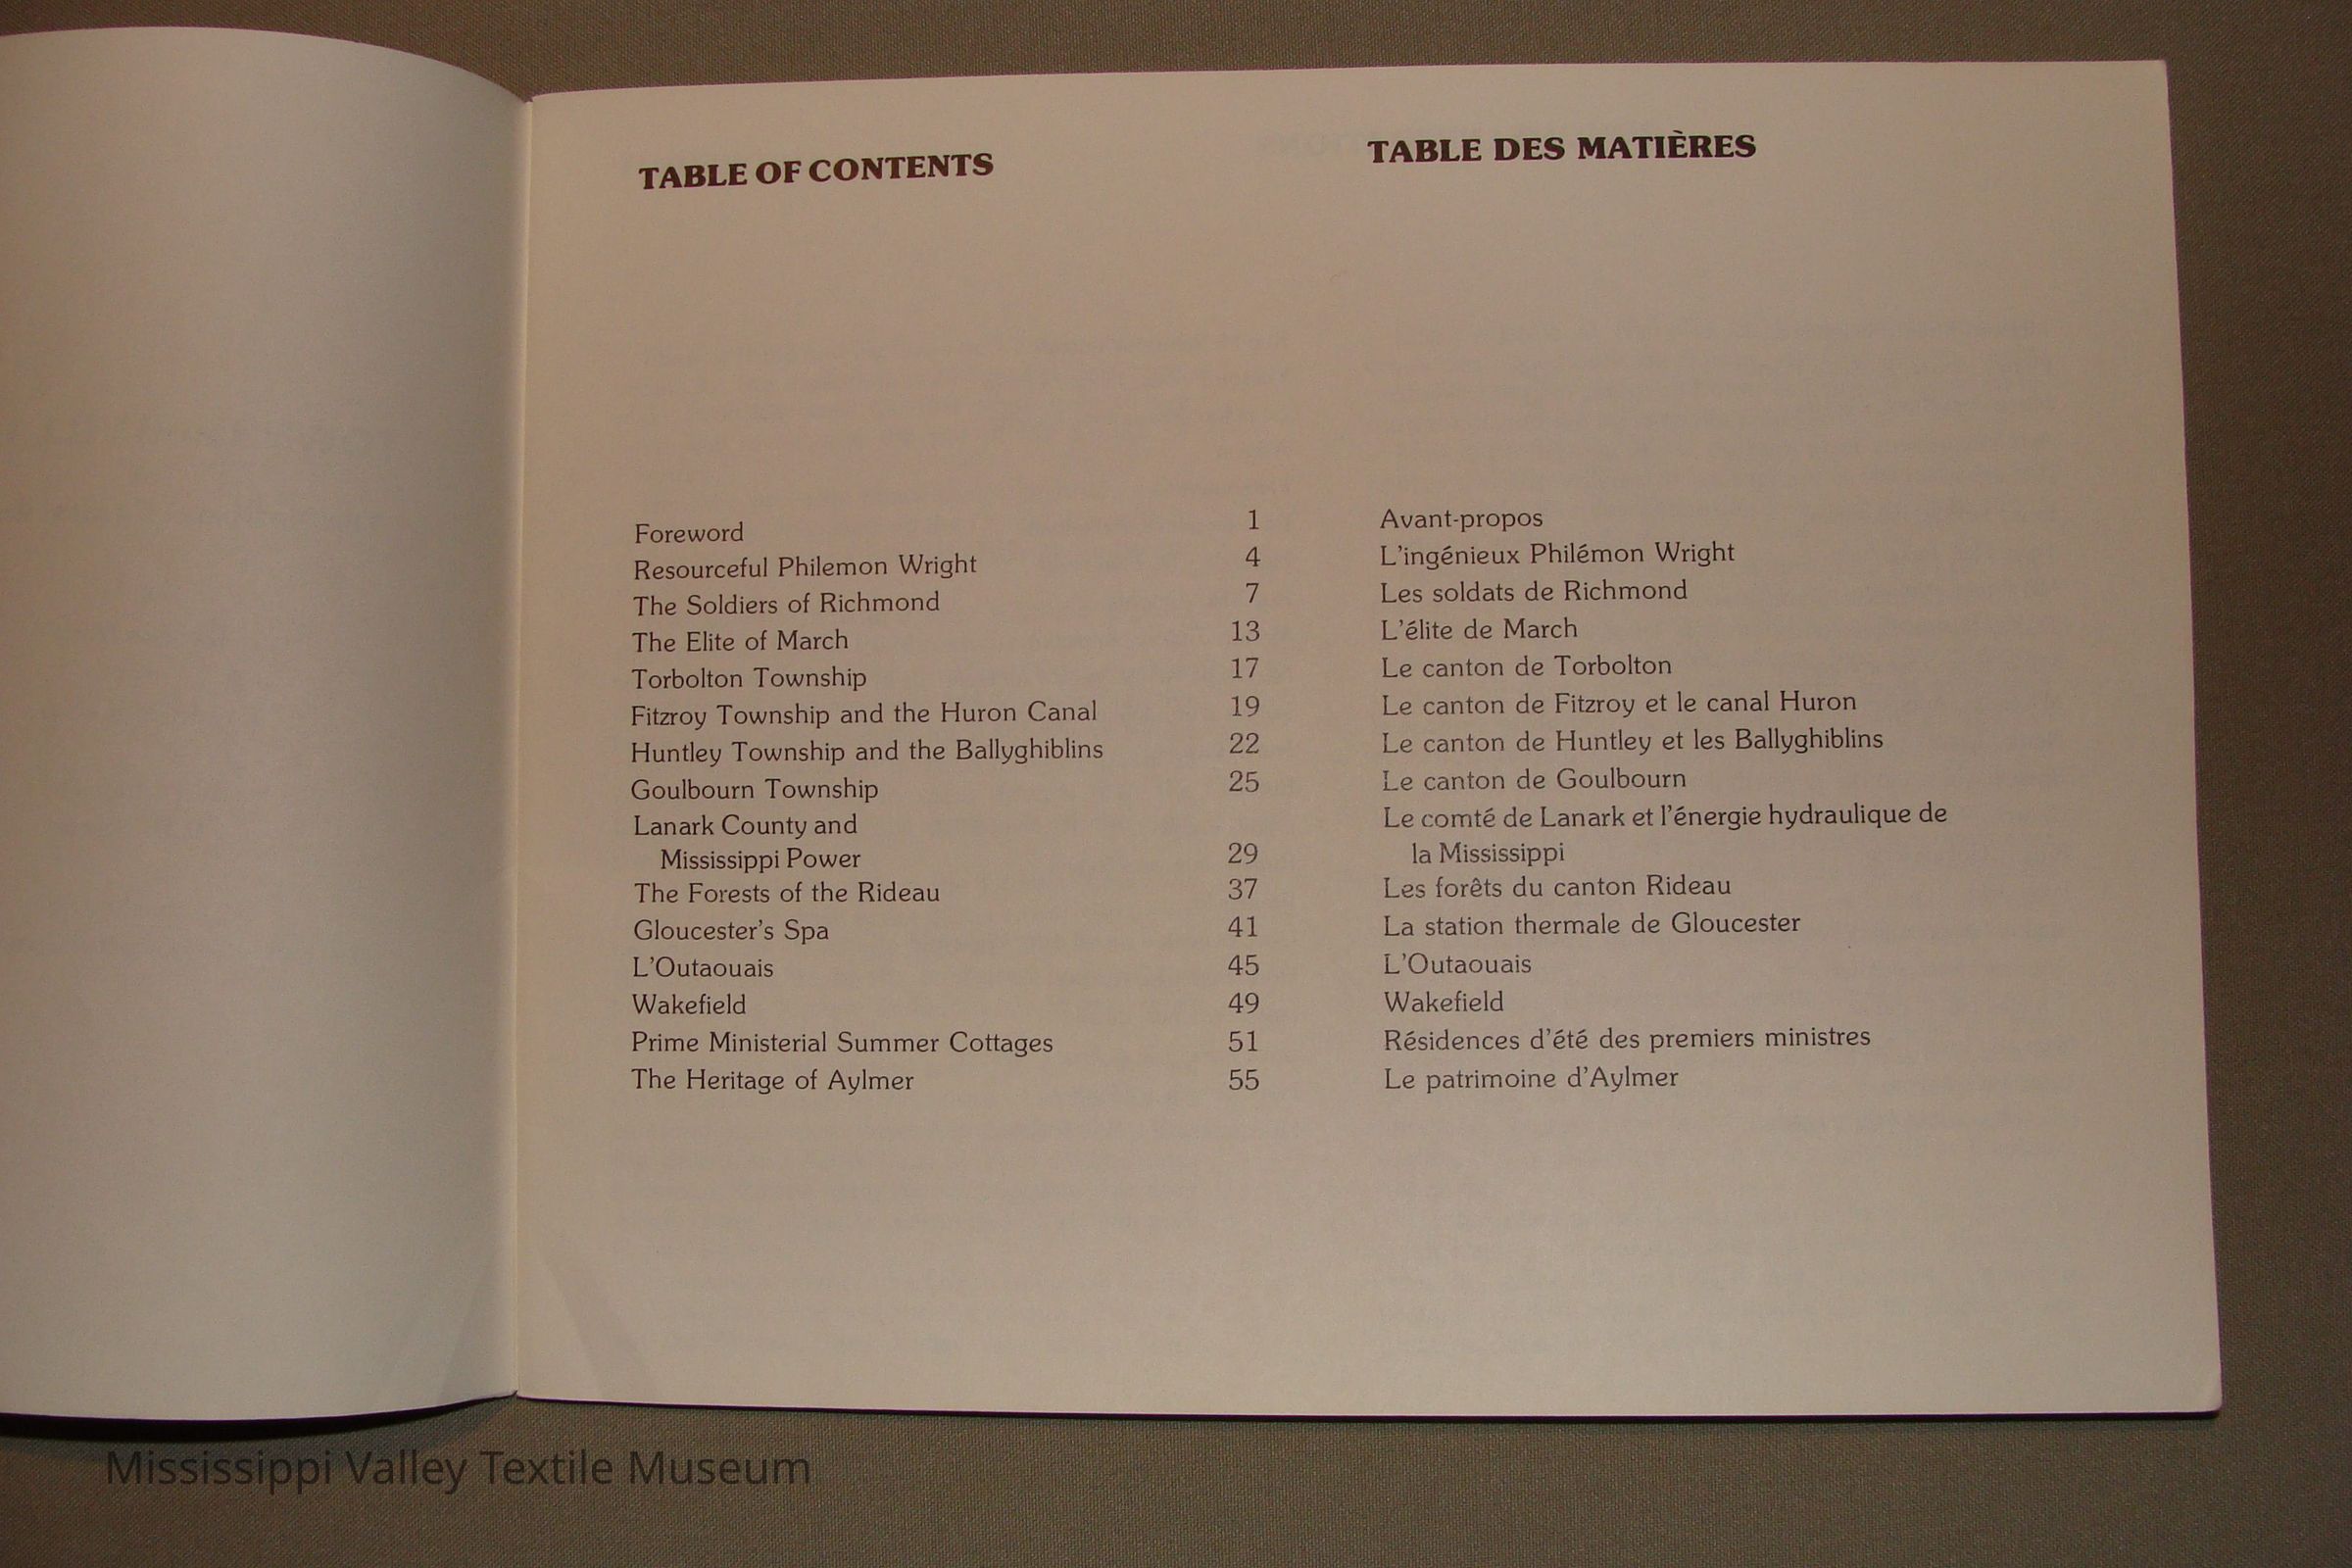 TABLE OF CONTENTS
Foreword 1
Resourceful Philemon Wright 4
The Soldiers of Richmond 7
The Elite of March 13
Torbolton Township 17
Fitzroy Township and the Huron Canal 19
Huntley Township and the Ballyghiblins 22
Goulbourn Township 25
Lanark County and
Mississippi Power 29
The Forests of the Rideau 37
Gloucester's Spa 41
L'Outaouais 45
Wakefield 49
Prime Ministerial Summer Cottages 51
The Heritage of Aylmer 55
TABLE DES MATIÈRES
Avant-propos
L'ingénieux Philémon Wright
Les soldats de Richmond
L'élite de March
Le canton de Torbolton
Le canton de Fitzroy et le canal Huron
Le canton de Huntley et les Ballyghiblins
Le canton de Goulbourn
Le comté de Lanark et l'énergie hydraulique de
la Mississippi
Les forêts du canton Rideau
La station thermale de Gloucester
L'Outaouais
Wakefield
Résidences d'été des premiers ministres
Le patrimoine d'Aylmer
Mississippi Valley Textile Museum